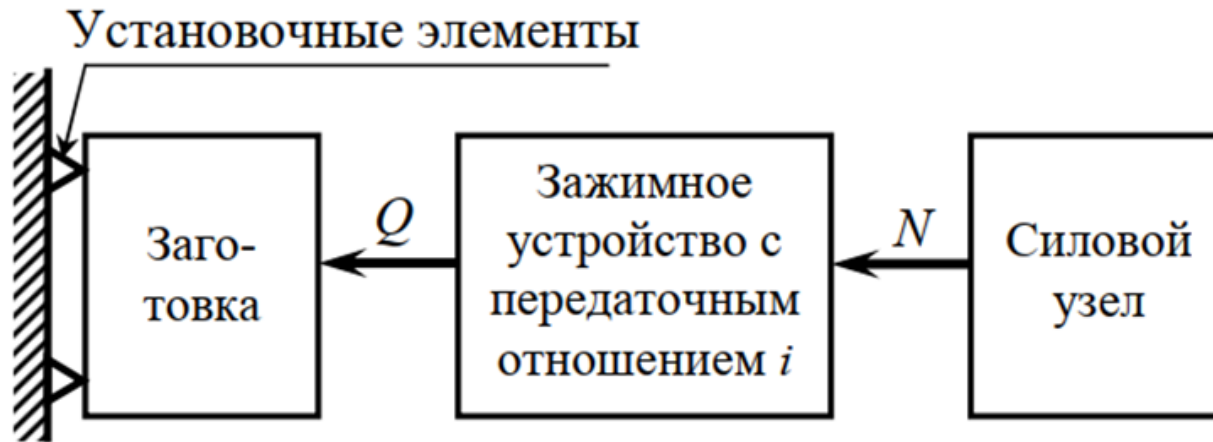 Установочные элементы
Заго-
товка
Q
Зажимное
устройство с
передаточным
отношением i
N
Силовой
узел